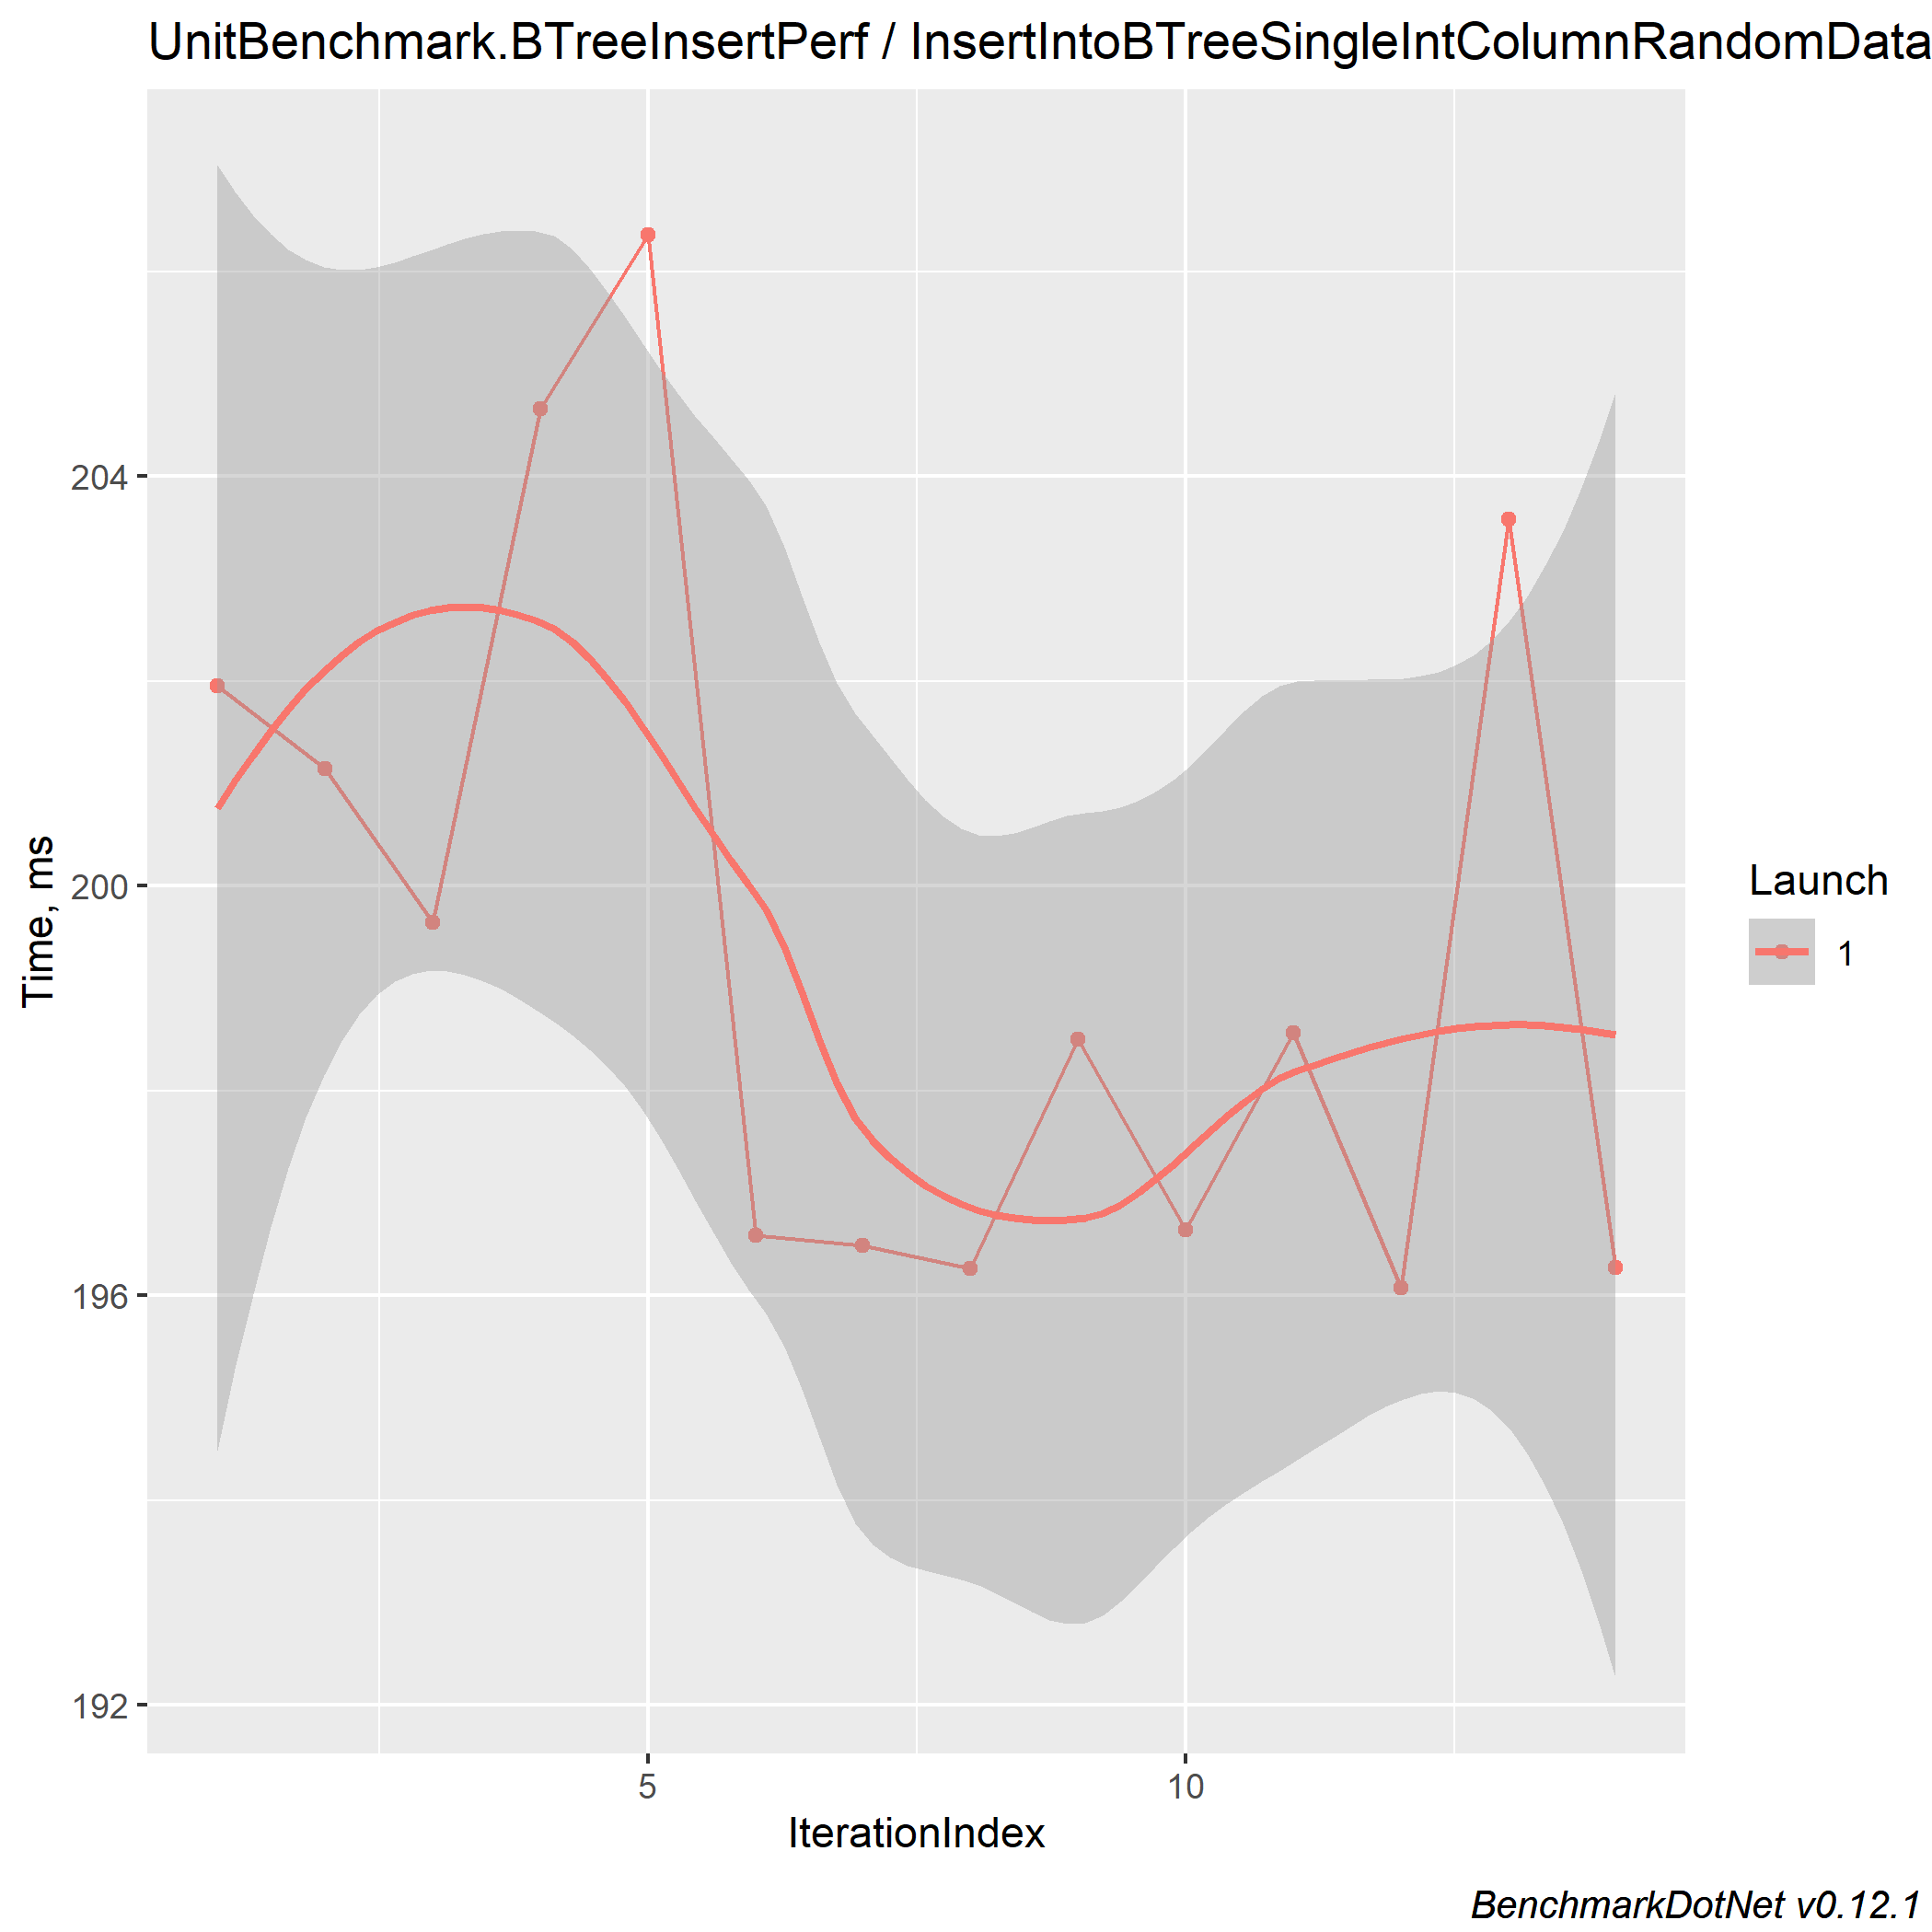 UnitBenchmark.BTreeInsertPerf / InsertIntoBTreeSingleIntColumnRandomData
204
200
196
192
Time, ms
5
10
IterationIndex
Launch
1
BenchmarkDotNet v0.12.1